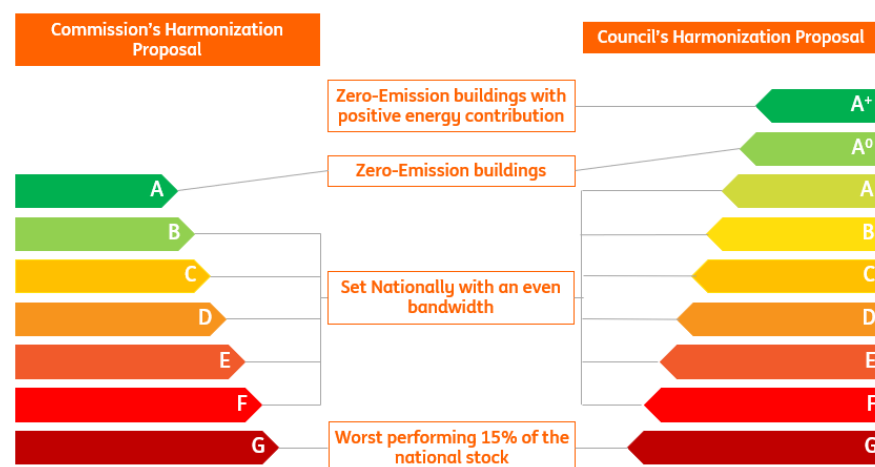 Commission's Harmonization
Proposal
Council's Harmonization Proposal
Zero-Emission buildings with
positive energy contribution
A+
A⁰
Zero-Emission buildings
A
A
B
B
C
C
Set Nationally with an even
bandwidth
D
D
E
E
F
F
Worst performing 15% of the
national stock
G
G